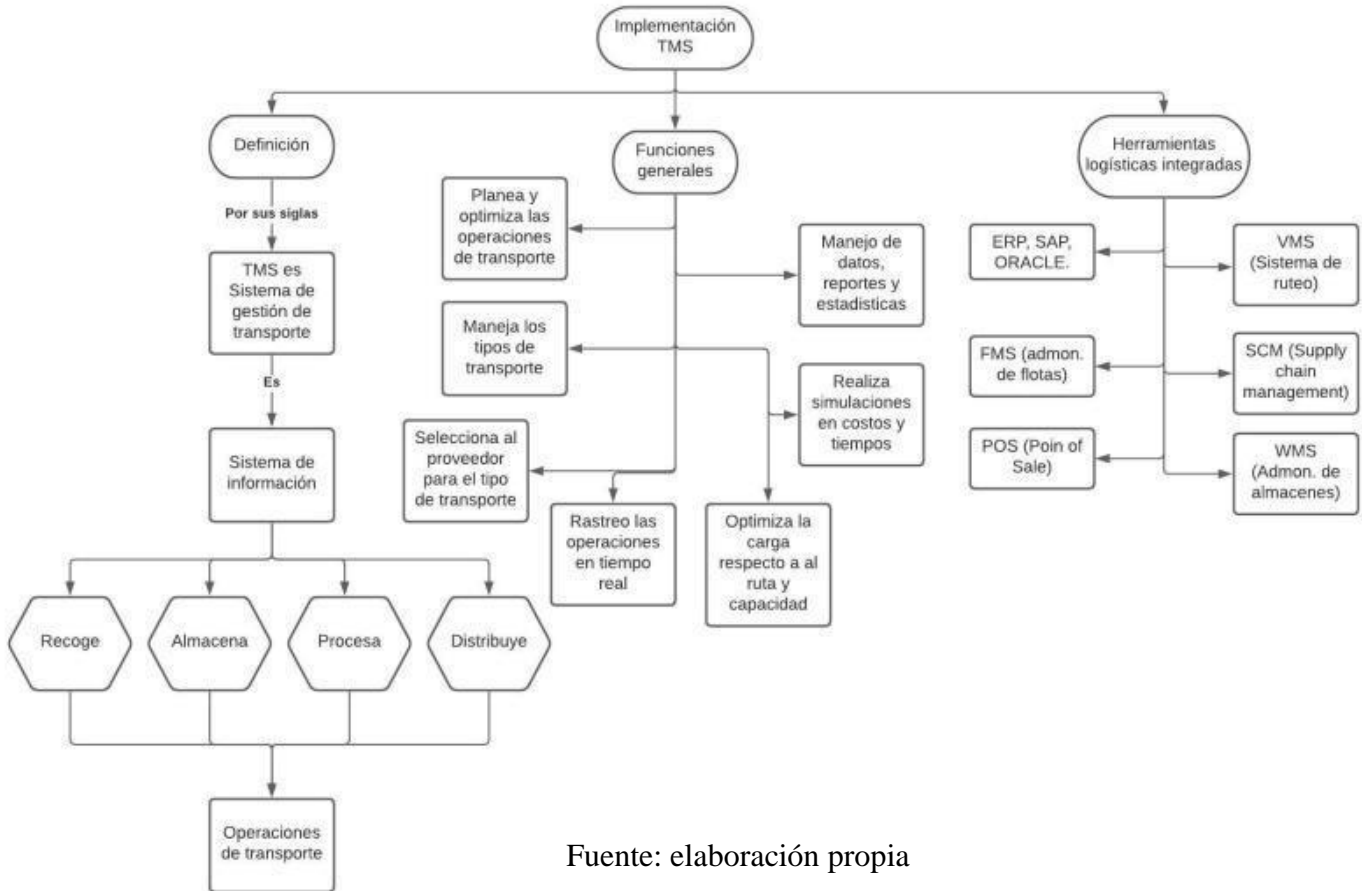 Implementación
TMS
Definición
Por sus siglas
TMS es
Sistema de
gestión de
transporte
Es
Sistema de
información
Recoge
Almacena
Procesa
Distribuye
Operaciones
de transporte
Funciones
generales
Planea y
optimiza las
operaciones
de transporte
Manejo de
datos,
reportes y
estadísticas
Maneja los
tipos de
transporte
Realiza
simulaciones
en costos y
tiempos
Selecciona al
proveedor
para el tipo
de transporte
Rastreo las
operaciones
en tiempo
real
Optimiza la
carga
respecto a al
ruta y
capacidad
Herramientas
logísticas integradas
ERP, SAP,
ORACLE.
VMS
(Sistema de
ruteo)
FMS (admon.
de flotas)
SCM (Supply
chain
management)
POS (Poin of
Sale)
WMS
(Admon. de
almacenes)
Fuente: elaboración propia